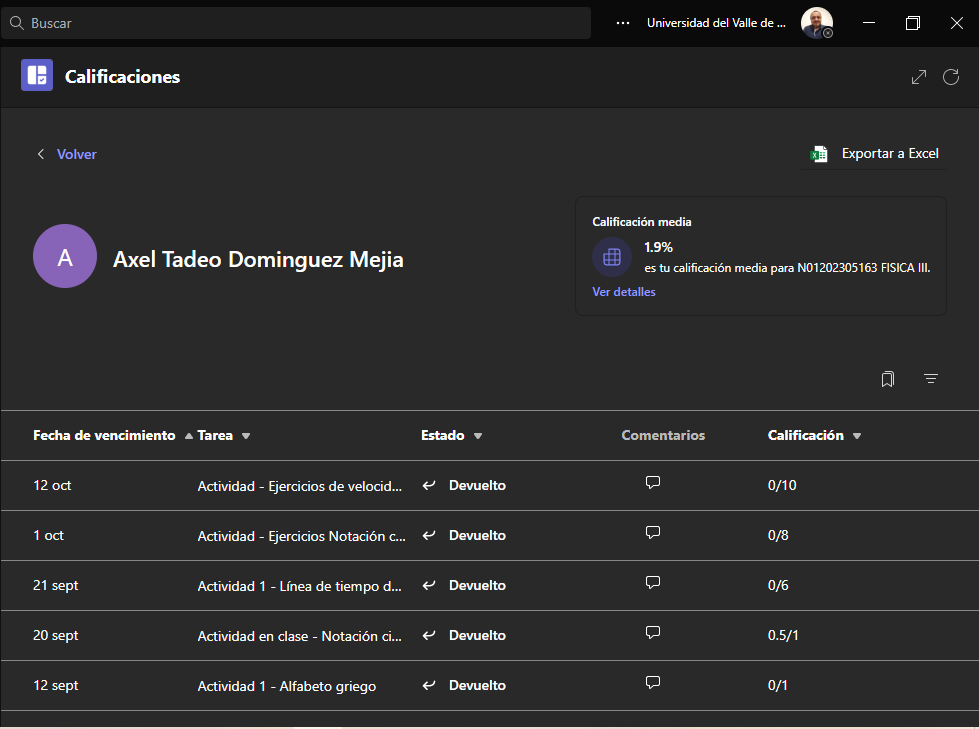 Buscar
Universidad del Valle de ...
Calificaciones
Volver
Exportar a Excel
A
Axel Tadeo Dominguez Mejia
Calificación media
1.9%
es tu calificación media para N01202305163 FISICA III.
Ver detalles
Fecha de vencimiento Tarea Estado Comentarios Calificación
12 oct Actividad - Ejercicios de velocid... Devuelto 0/10
1 oct Actividad - Ejercicios Notación c... Devuelto 0/8
21 sept Actividad 1 - Línea de tiempo d... Devuelto 0/6
20 sept Actividad en clase - Notación ci... Devuelto 0.5/1
12 sept Actividad 1 - Alfabeto griego Devuelto 0/1